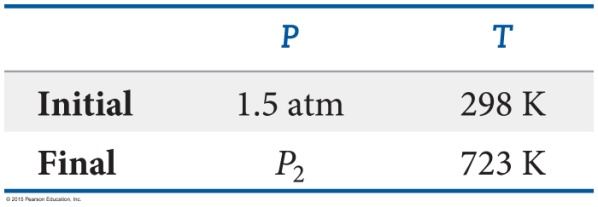 P T
Initial 1.5 atm 298 K
Final P₂ 723 K
© 2015 Pearson Education, Inc.